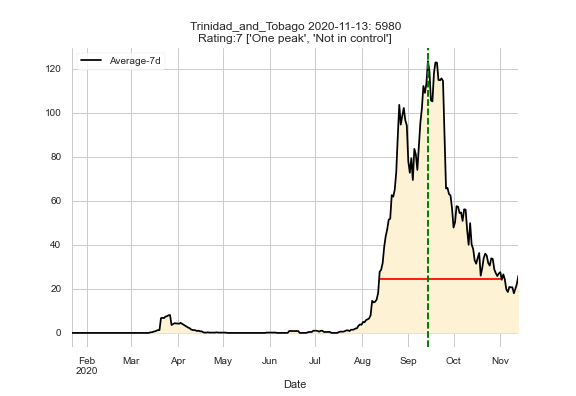 Trinidad_and_Tobago 2020-11-13: 5980
Rating:7 ['One peak', 'Not in control']
Average-7d
120
100
80
60
40
20
0
Feb Mar Apr May Jun Jul Aug Sep Oct Nov
2020
Date